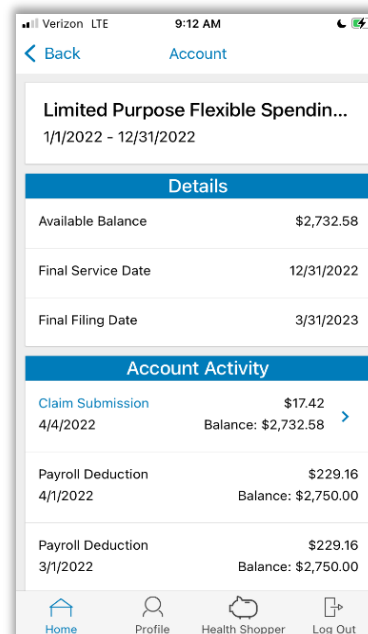 Verizon LTE 9:12 AM
Back Account
Limited Purpose Flexible Spendin...
1/1/2022 - 12/31/2022
Details
Available Balance $2,732.58
Final Service Date 12/31/2022
Final Filing Date 3/31/2023
Account Activity
Claim Submission $17.42
4/4/2022 Balance: $2,732.58
Payroll Deduction $229.16
4/1/2022 Balance: $2,750.00
Payroll Deduction $229.16
3/1/2022 Balance: $2,750.00
Home Profile Health Shopper Log Out